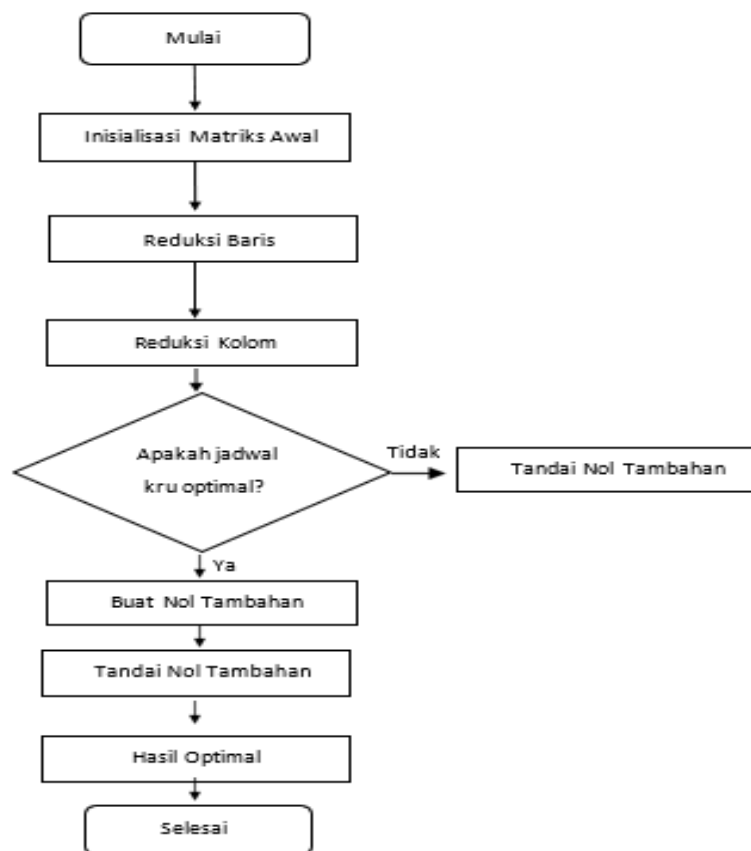 Mulai
Inisialisasi Matriks Awal
Reduksi Baris
Reduksi Kolom
Apakah jadwal
kru optimal?
Tidak
Tandai Nol Tambahan
Ya
Buat Nol Tambahan
Tandai Nol Tambahan
Hasil Optimal
Selesai